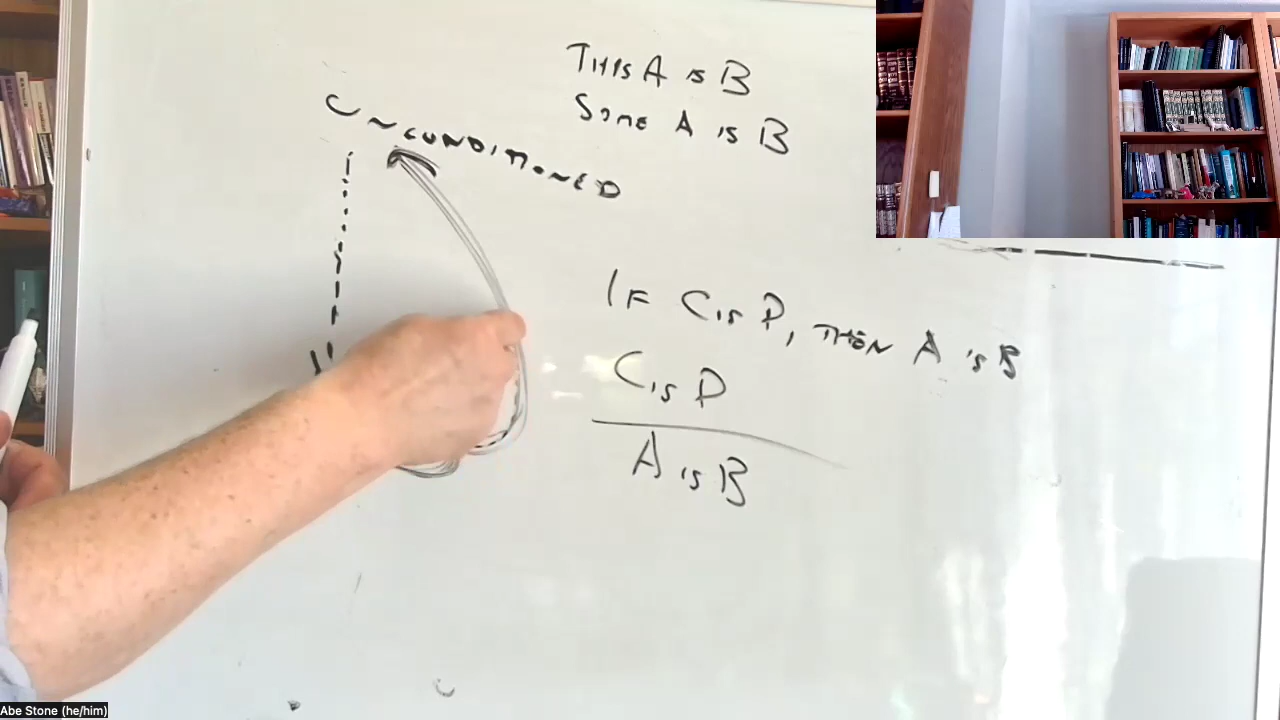 THIS A IS B
SOME A IS B
UNCONDITIONED
IF C IS D, THEN A IS B
C IS D
A IS B
Abe Stone (he/him)